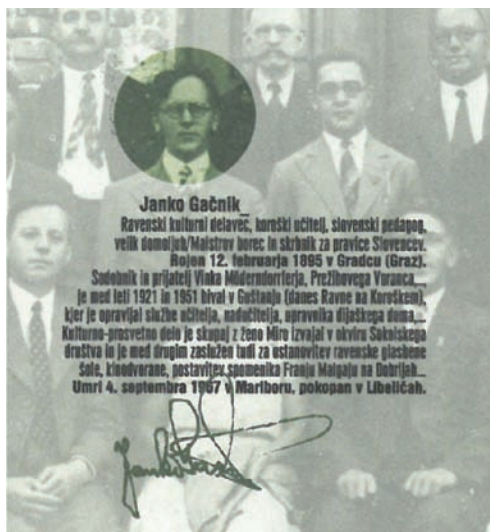 Janko Gačnik_
Ravenski kulturni delavec, koroški učitelj, slovenski pedagog,
velik domoljub/Maistrov borec in skrbnik za pravice Slovencev.
Rojen 12. februarja 1895 v Gradcu (Graz).
Sodobnik in prijatelj Vinka Möderndorferja, Prežihovega Voranca,...
je med leti 1921 in 1951 bival v Guštanju (danes Ravne na Koroškem),
kjer je opravljal službe učitelja, nadučitelja, upravnika dijaškega doma,...
Kulturno-prosvetno delo je skupaj z ženo Miro izvajal v okviru Sokolskega
društva in je med drugim zaslužen tudi za ustanovitev ravenske glasbene
šole, kinodvorane, postavitev spomenika Franju Malgaju na Dobrijah...
Umrl 4. septembra 1967 v Mariboru, pokopan v Libeličah.
Janko